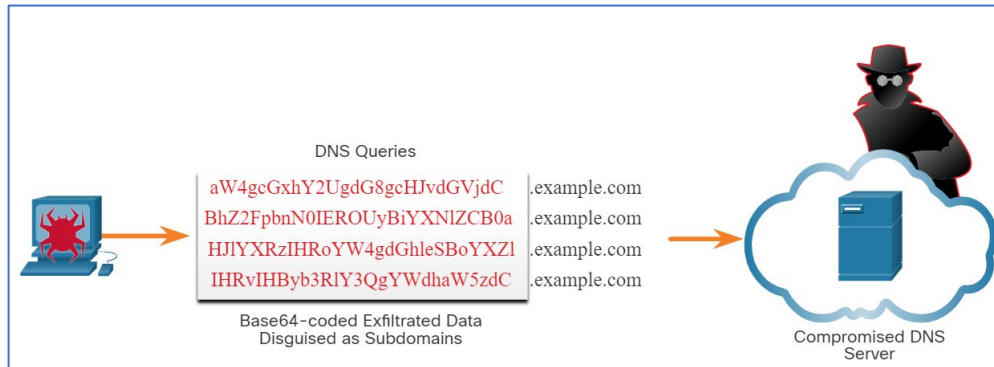 DNS Queries
aW4gcGxhY2UgdG8gcHJvdGVjdC .example.com
BhZ2FpbnN0IEROUyBiYXNlZCB0a .example.com
HJlYXRzIHRoYW4gdGhleSBoYXZl .example.com
IHRvIHByb3RlY3QgYWdhaW5zdC .example.com
Base64-coded Exfiltrated Data
Disguised as Subdomains
Compromised DNS
Server